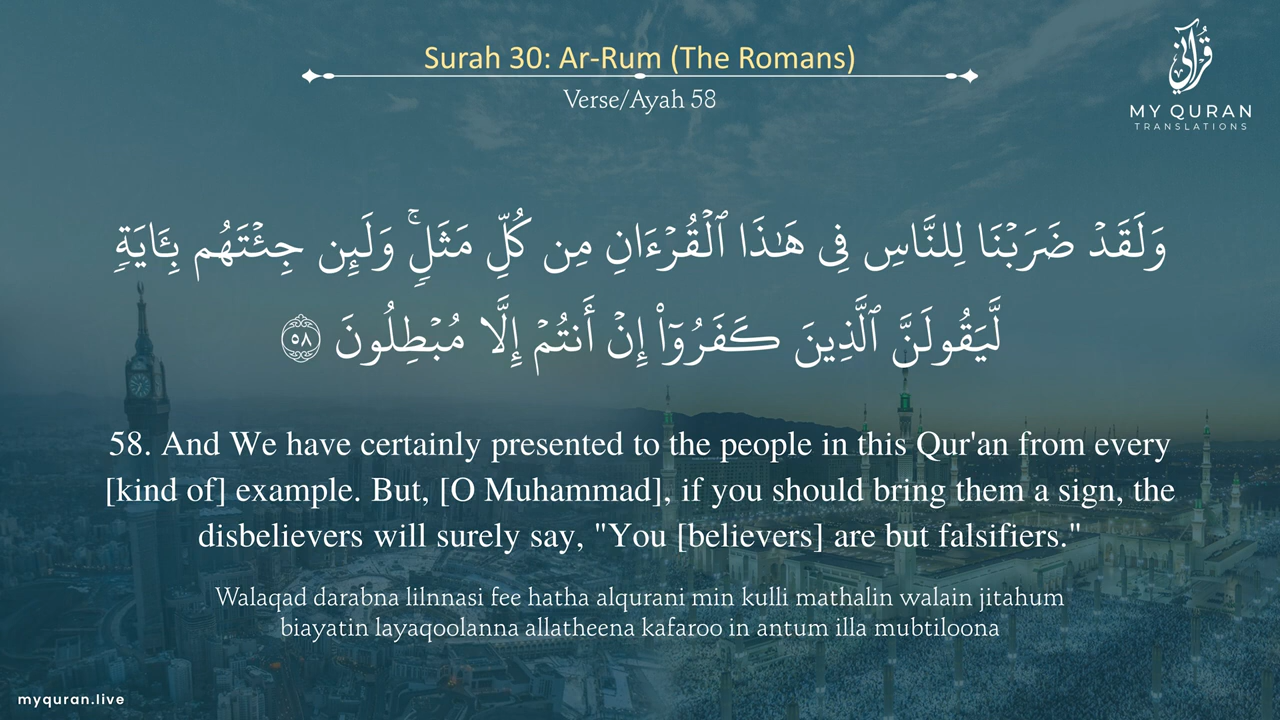 Surah 30: Ar-Rum (The Romans)
Verse/Ayah 58
قرآني
MY QURAN
TRANSLATIONS
وَلَقَدۡ ضَرَبۡنَا لِلنَّاسِ فِى هَـٰذَا ٱلۡقُرۡءَانِ مِن كُلِّ مَثَلٍۚ وَلَئِن جِئۡتَهُم بِـَٔايَةٍ
لَّيَقُولَنَّ ٱلَّذِينَ كَفَرُوٓاْ إِنۡ أَنتُمۡ إِلَّا مُبۡطِلُونَ ٥٨
58. And We have certainly presented to the people in this Qur'an from every
[kind of] example. But, [O Muhammad], if you should bring them a sign, the
disbelievers will surely say, "You [believers] are but falsifiers."
Walaqad darabna lilnnasi fee hatha alqurani min kulli mathalin walain jitahum
biayatin layaqoolanna allatheena kafaroo in antum illa mubtiloona
myquran.live